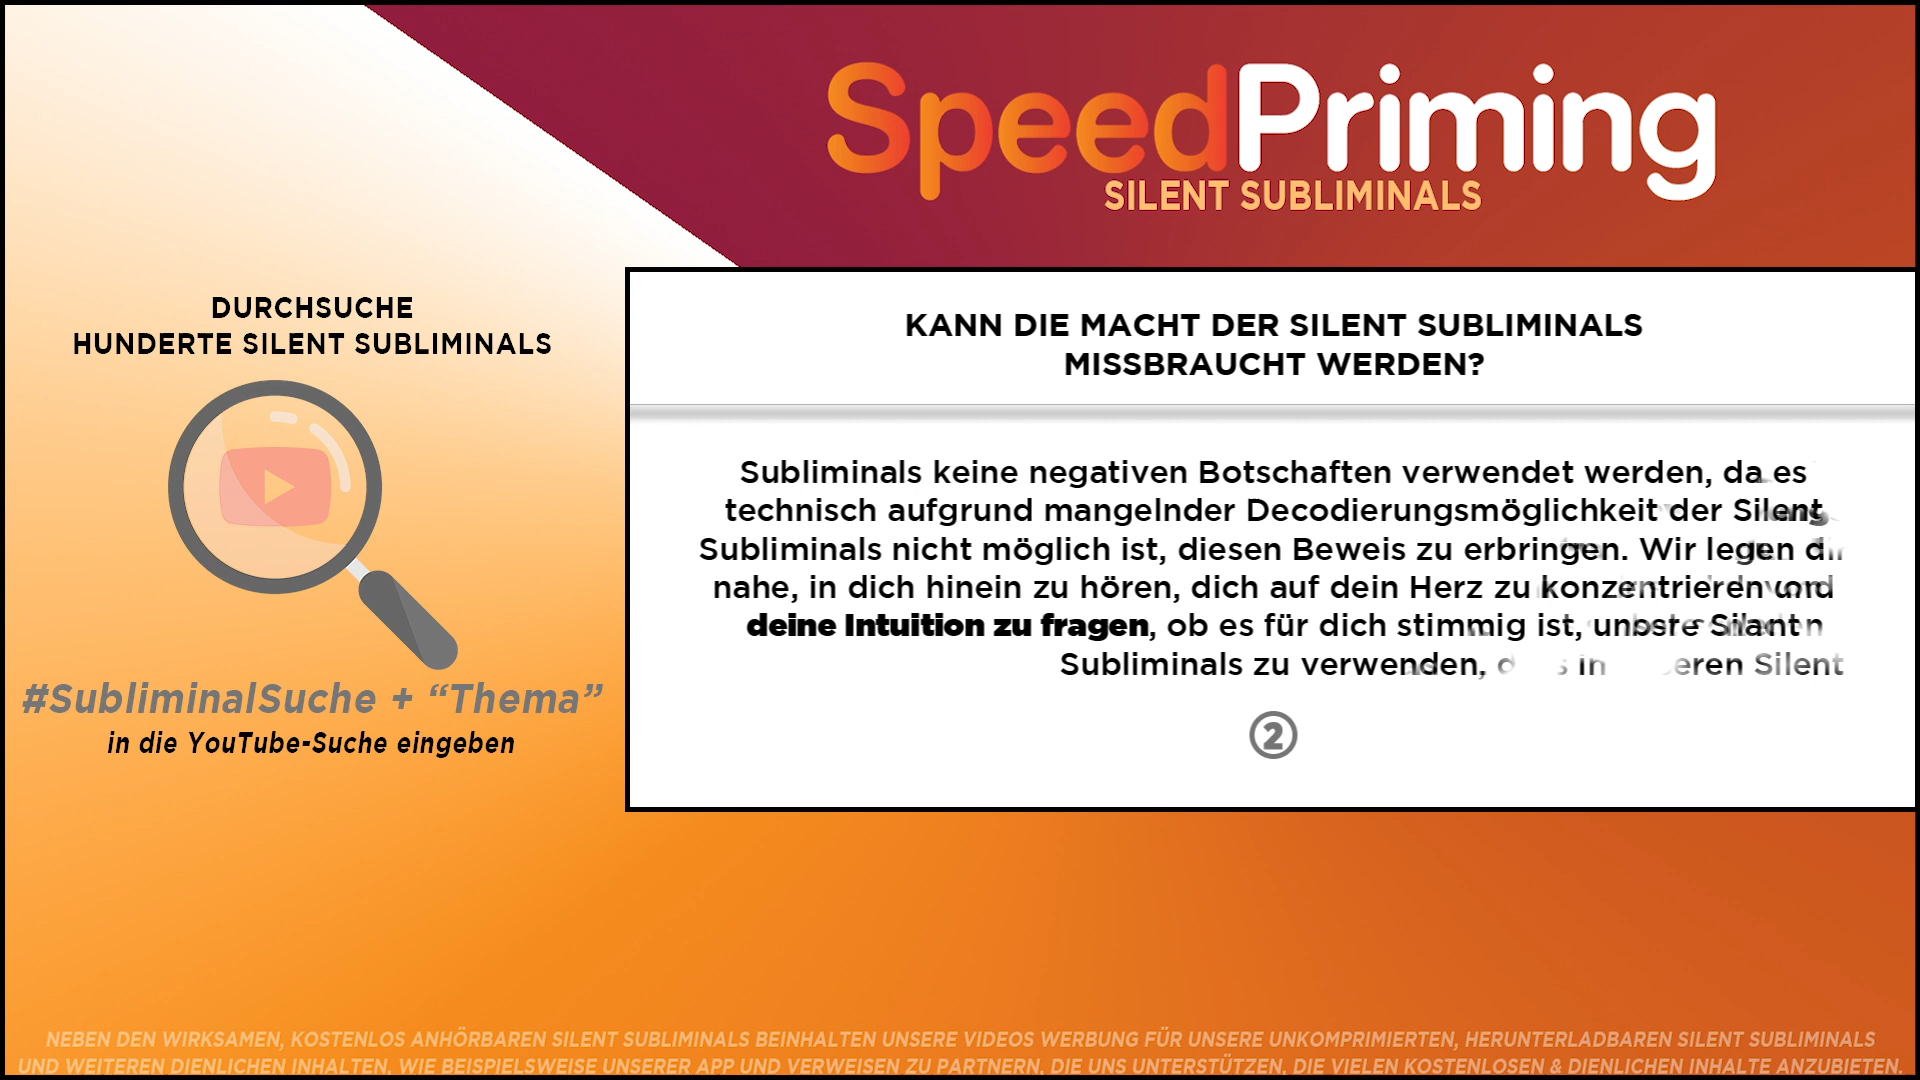 SpeedPriming
SILENT SUBLIMINALS
DURCHSUCHE
HUNDERTE SILENT SUBLIMINALS
#SubliminalSuche + “Thema”
in die YouTube-Suche eingeben
KANN DIE MACHT DER SILENT SUBLIMINALS
MISSBRAUCHT WERDEN?
Subliminals keine negativen Botschaften verwendet werden, da es
technisch aufgrund mangelnder Decodierungsmöglichkeit der Silent
Subliminals nicht möglich ist, diesen Beweis zu erbringen. Wir legen dir
nahe, in dich hinein zu hören, dich auf dein Herz zu konzentrieren und
deine Intuition zu fragen, ob es für dich stimmig ist,
Subliminals zu verwenden, Silent
2
NEBEN DEN WIRKSAMEN, KOSTENLOS ANHÖRBAREN SILENT SUBLIMINALS BEINHALTEN UNSERE VIDEOS WERBUNG FÜR UNSERE UNKOMPRIMIERTEN, HERUNTERLADBAREN SILENT SUBLIMINALS
UND WEITEREN DIENLICHEN INHALTEN, WIE BEISPIELSWEISE UNSERER APP UND VERWEISEN ZU PARTNERN, DIE UNS UNTERSTÜTZEN, DIE VIELEN KOSTENLOSEN & DIENLICHEN INHALTE ANZUBIETEN.